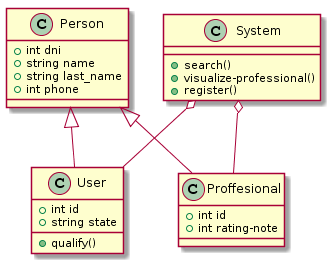 C Person
int dni
string name
string last_name
int phone
C System
search()
visualize-professional()
register()
C User
int id
string state
qualify()
C Proffesional
int id
int rating-note